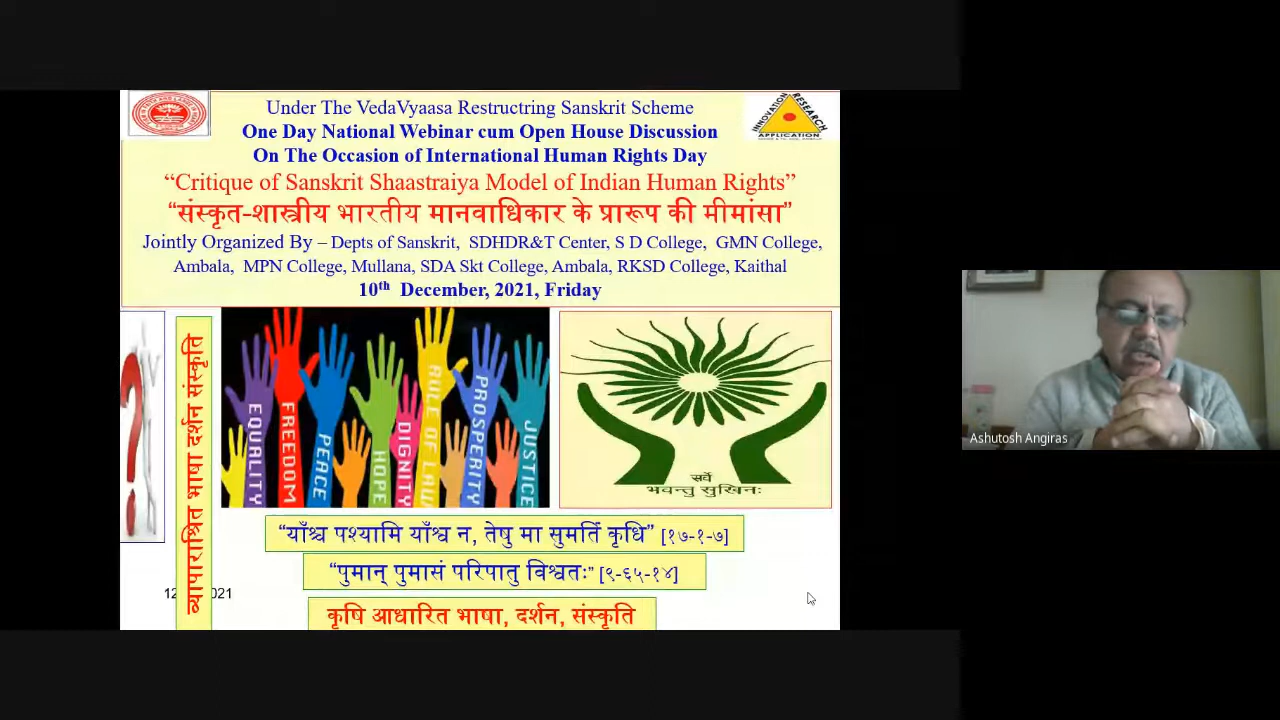 Under The VedaVyaasa Restructring Sanskrit Scheme
One Day National Webinar cum Open House Discussion
On The Occasion of International Human Rights Day
“Critique of Sanskrit Shaastraiya Model of Indian Human Rights”
“संस्कृत-शास्त्रीय भारतीय मानवाधिकार के प्रारूप की मीमांसा”
Jointly Organized By – Depts of Sanskrit, SDHDR&T Center, S D College, GMN College,
Ambala, MPN College, Mullana, SDA Skt College, Ambala, RKSD College, Kaithal
10th December, 2021, Friday
INNOVATION RESEARCH
APPLICATION
?
व्यापाराश्रित भाषा दर्शन संस्कृति
EQUALITY
FREEDOM
PEACE
HOPE
DIGNITY
RULE OF LAW
PROSPERITY
JUSTICE
सर्वे
भवन्तु सुखिनः
“याँश्च पश्यामि याँश्च न, तेषु मा सुमतिं कृधि” [१७-१-७]
“पुमान् पुमासं परिपातु विश्वतः” [९-६५-१४]
कृषि आधारित भाषा, दर्शन, संस्कृति
Ashutosh Angiras